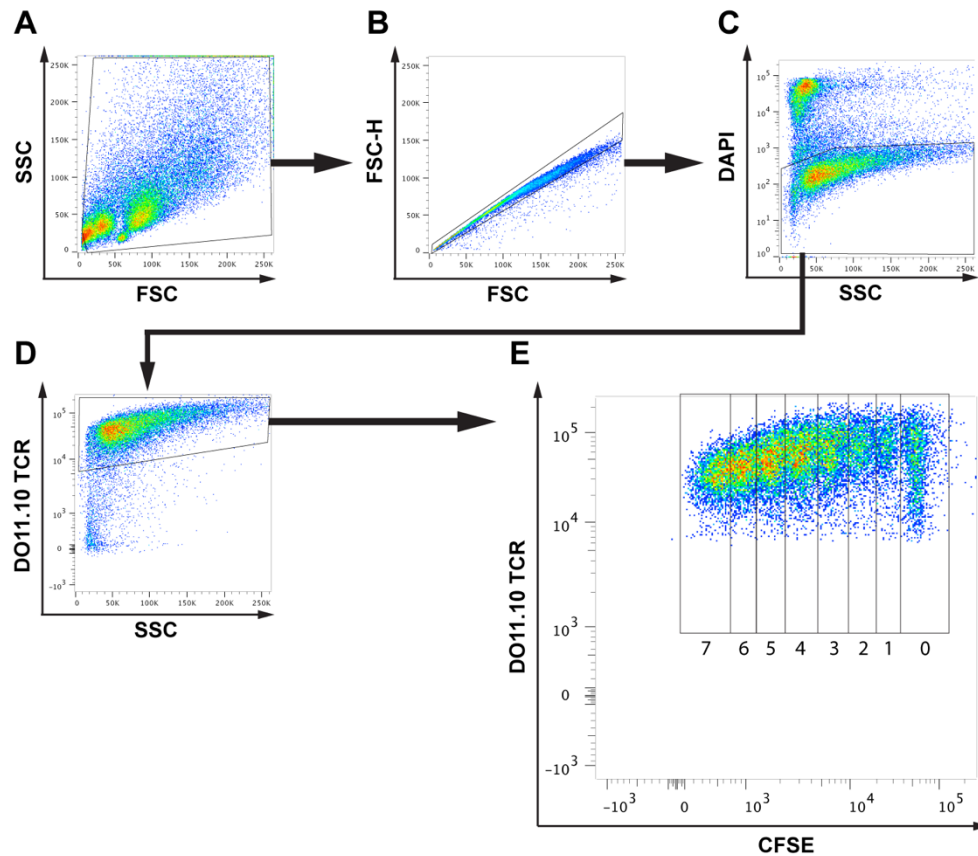 A
B
C
SSC
250K
200K
150K
100K
50K
0
0 50K 100K 150K 200K 250K
FSC
FSC-H
250K
200K
150K
100K
50K
0
0 50K 100K 150K 200K 250K
FSC
DAPI
10^5
10^4
10^3
10^2
10^1
10^0
0 50K 100K 150K 200K 250K
SSC
D
E
DO11.10 TCR
10^5
10^4
10^3
0
-10^3
0 50K 100K 150K 200K 250K
SSC
DO11.10 TCR
10^5
10^4
10^3
0
-10^3
7 6 5 4 3 2 1 0
-10^3 0 10^3 10^4 10^5
CFSE